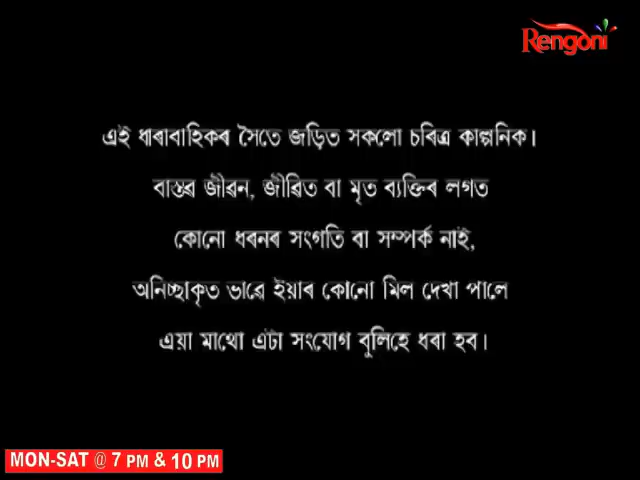 Rengoni
এই ধাৰাবাহিকৰ সৈতে জড়িত সকলো চৰিত্ৰ কাল্পনিক।
বাস্তৱ জীৱন, জীৱিত বা মৃত ব্যক্তিৰ লগত
কোনো ধৰনৰ সংগতি বা সম্পৰ্ক নাই,
অনিচ্ছাকৃত ভাৱে ইয়াৰ কোনো মিল দেখা পালে
এয়া মাথো এটা সংযোগ বুলিহে ধৰা হব।
MON-SAT @ 7 PM & 10 PM